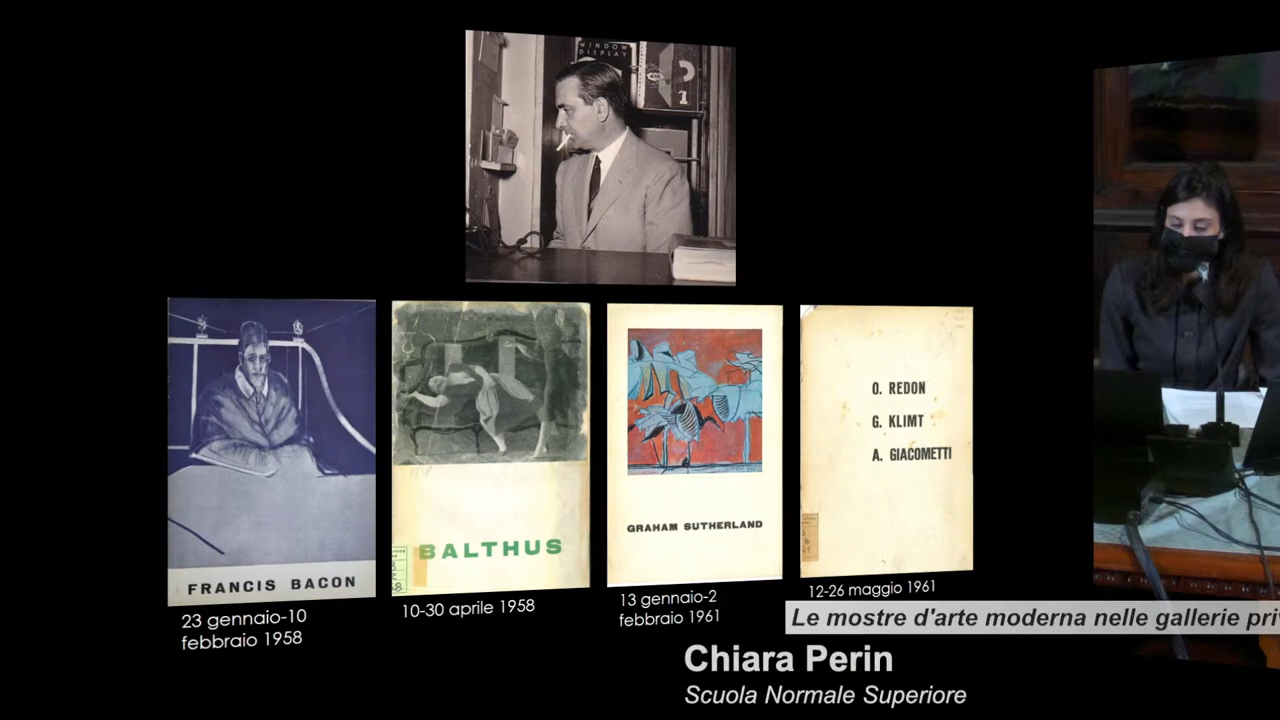 WINDOW
DISPLAY
1
FRANCIS BACON
23 gennaio-10
febbraio 1958
BALTHUS
10-30 aprile 1958
GRAHAM SUTHERLAND
13 gennaio-2
febbraio 1961
O. REDON
G. KLIMT
A. GIACOMETTI
12-26 maggio 1961
Le mostre d'arte moderna nelle gallerie pri
Chiara Perin
Scuola Normale Superiore